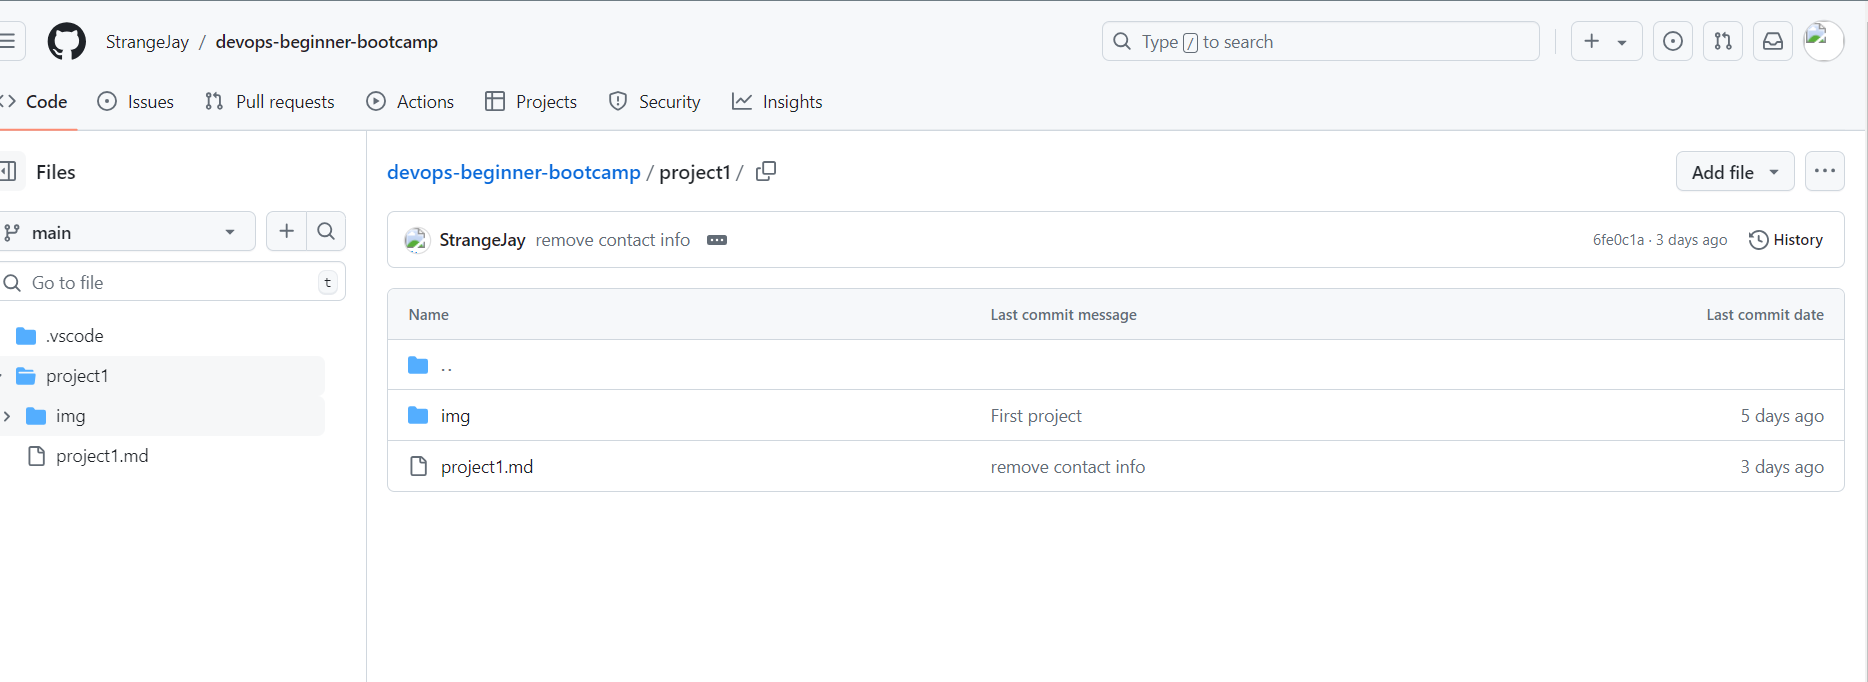 StrangeJay / devops-beginner-bootcamp
Type / to search
Code Issues Pull requests Actions Projects Security Insights
Files
main
Go to file t
.vscode
project1
img
project1.md
devops-beginner-bootcamp / project1 /
Add file
StrangeJay remove contact info
6fe0c1a · 3 days ago History
Name Last commit message Last commit date
..
img First project 5 days ago
project1.md remove contact info 3 days ago